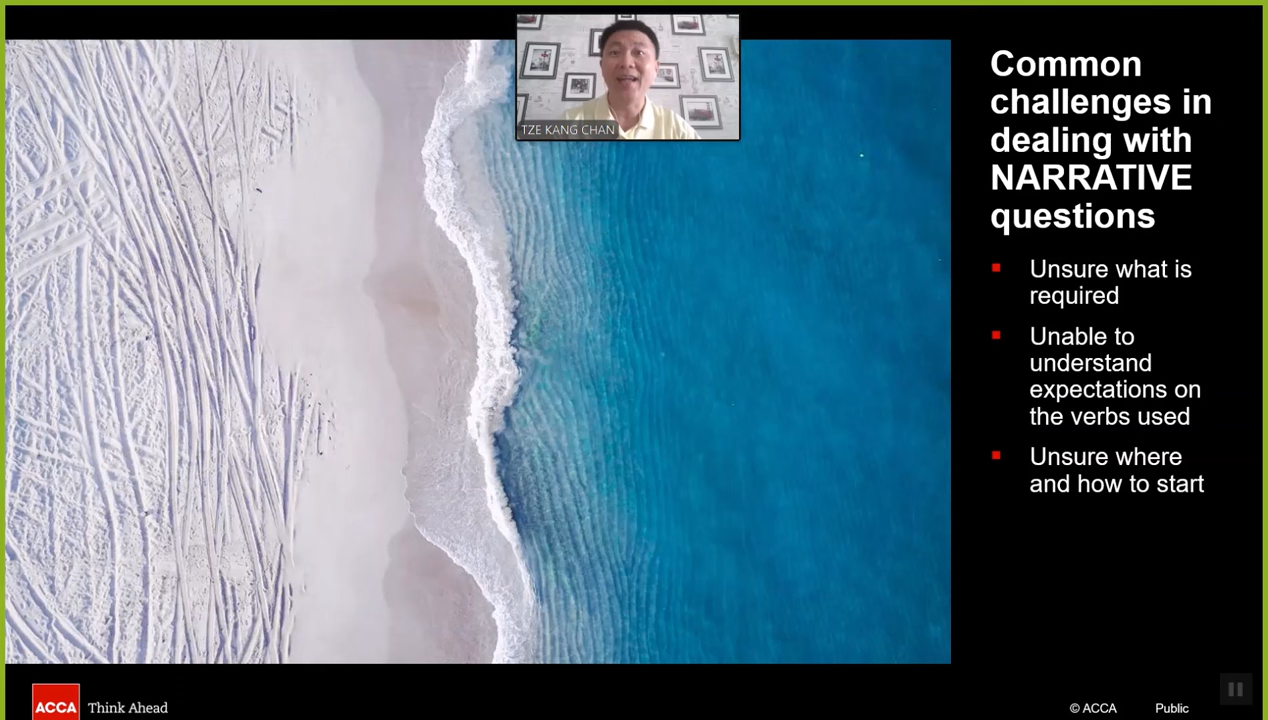 TZE KANG CHAN
Common
challenges in
dealing with
NARRATIVE
questions
Unsure what is
required
Unable to
understand
expectations on
the verbs used
Unsure where
and how to start
ACCA
Think Ahead
© ACCA
Public